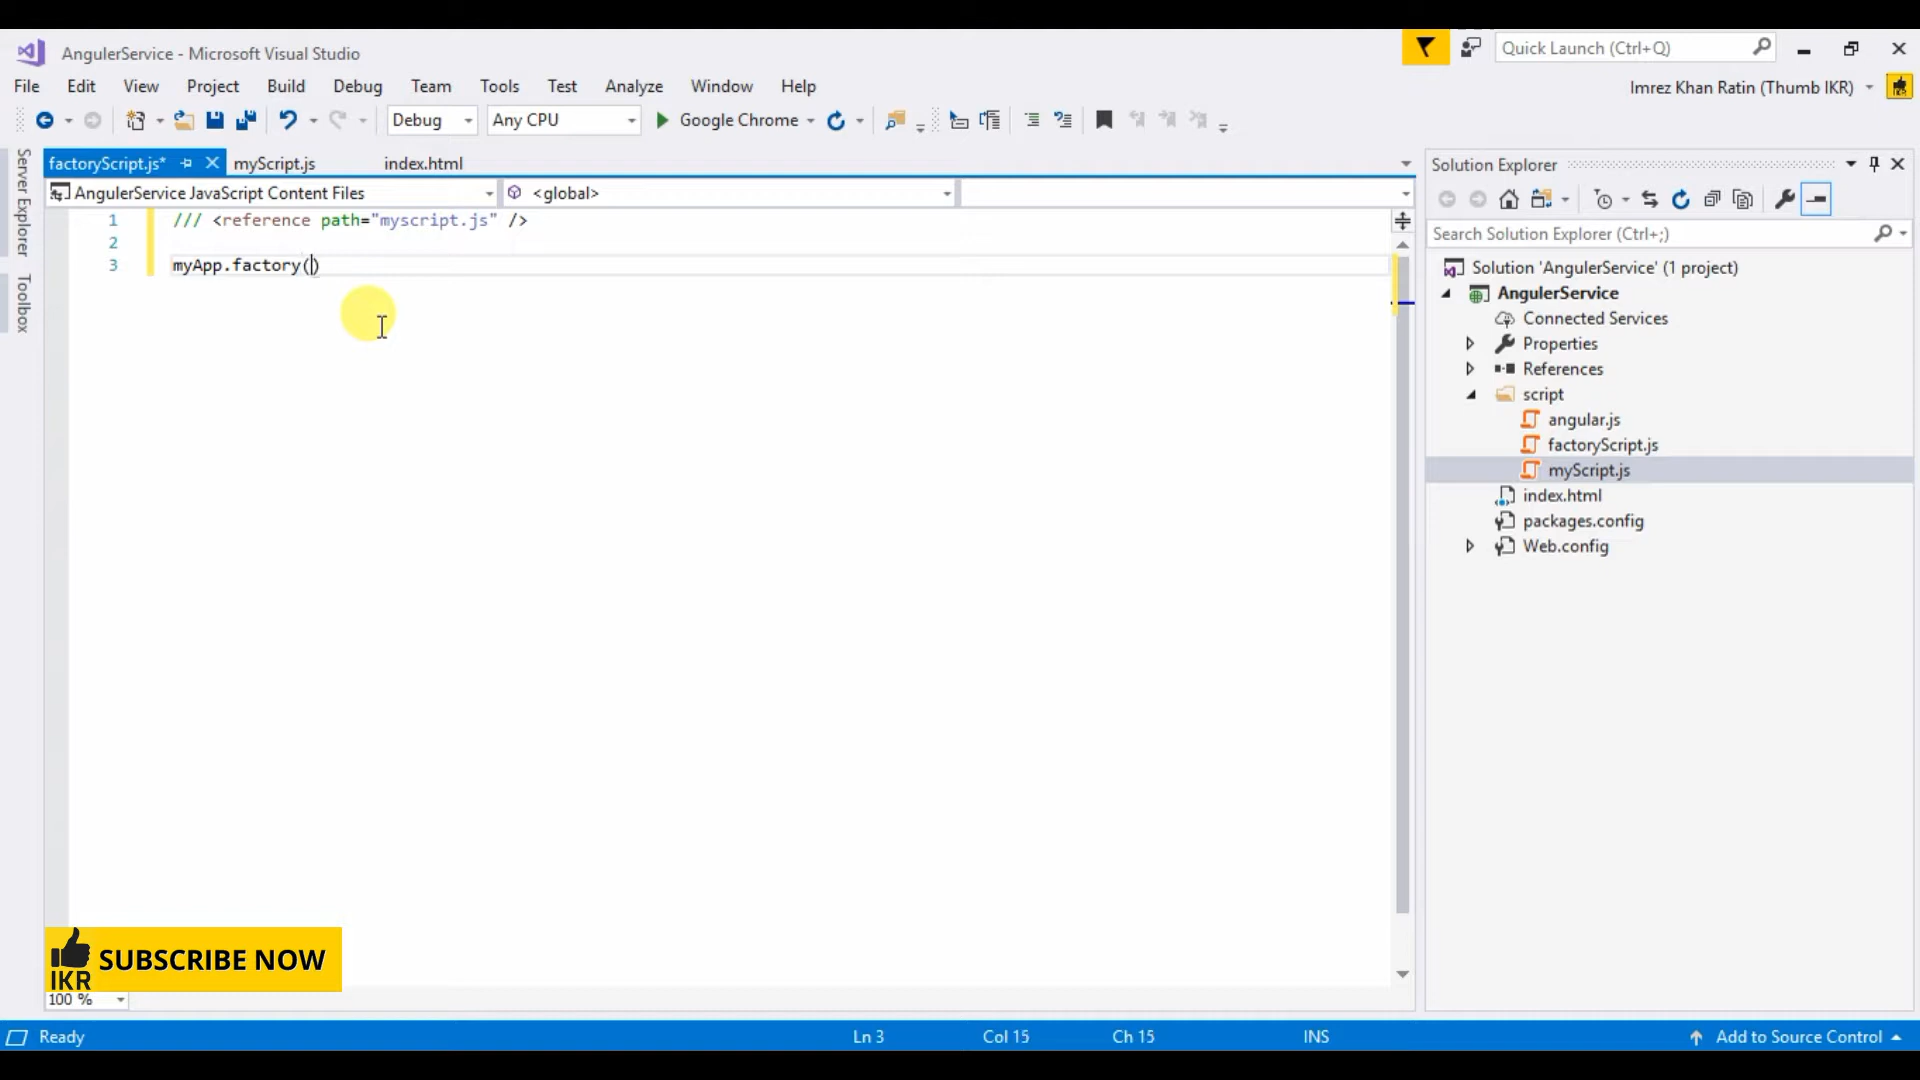 AngulerService - Microsoft Visual Studio
Quick Launch (Ctrl+Q)
File Edit View Project Build Debug Team Tools Test Analyze Window Help
Imrez Khan Ratin (Thumb IKR)
Debug Any CPU Google Chrome
Server Explorer
Toolbox
factoryScript.js* myScript.js index.html
AngulerService JavaScript Content Files <global>
1 /// <reference path="myscript.js" />
2
3 myApp.factory()
Solution Explorer
Search Solution Explorer (Ctrl+;)
Solution 'AngulerService' (1 project)
AngulerService
Connected Services
Properties
References
script
angular.js
factoryScript.js
myScript.js
index.html
packages.config
Web.config
IKR SUBSCRIBE NOW
100 %
Ready Ln 3 Col 15 Ch 15 INS Add to Source Control